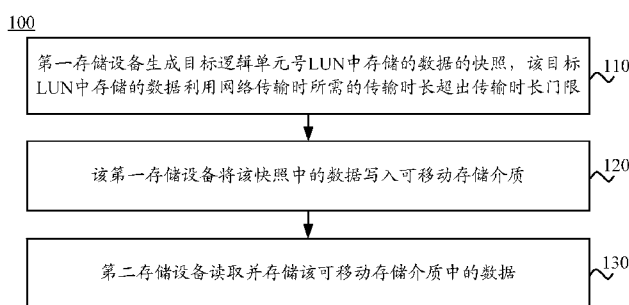 100
第一存储设备生成目标逻辑单元号LUN中存储的数据的快照，该目标
LUN中存储的数据利用网络传输时所需的传输时长超出传输时长门限
110
该第一存储设备将该快照中的数据写入可移动存储介质
120
第二存储设备读取并存储该可移动存储介质中的数据
130